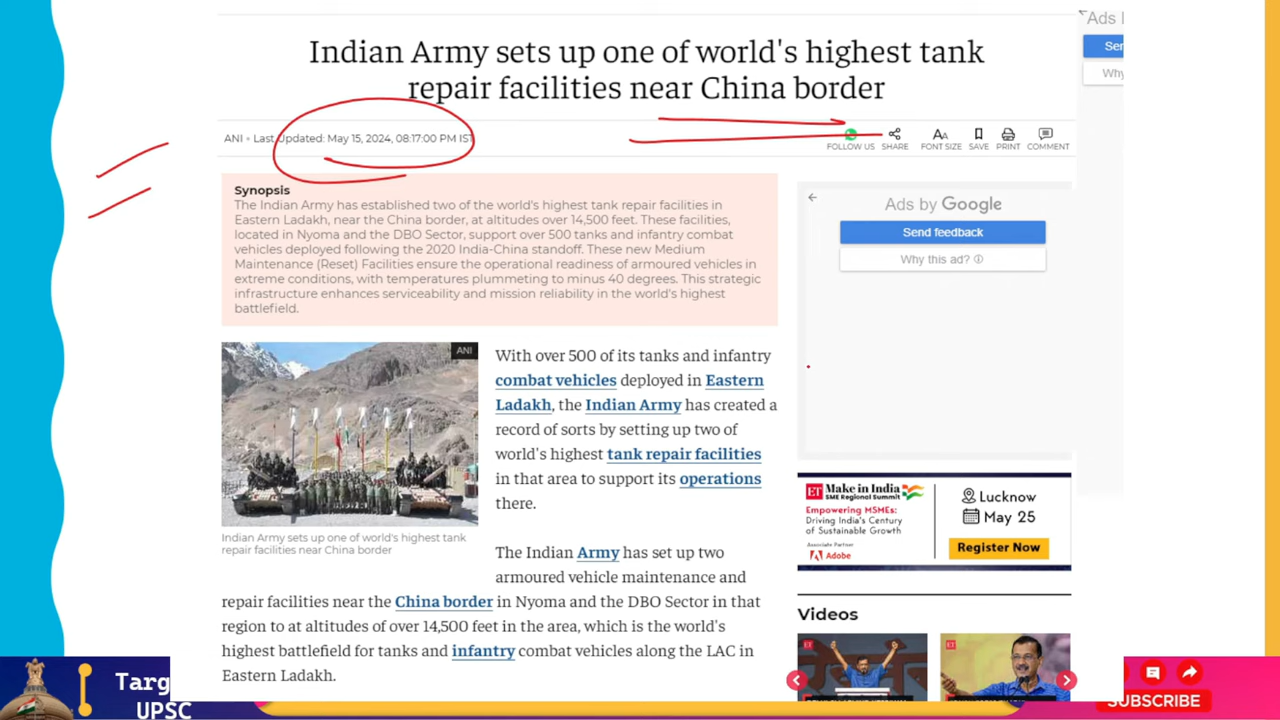 Indian Army sets up one of world's highest tank
repair facilities near China border
ANI • Last Updated: May 15, 2024, 08:17:00 PM IST
FOLLOW US
SHARE
FONT SIZE
SAVE
PRINT
COMMENT
Synopsis
The Indian Army has established two of the world's highest tank repair facilities in
Eastern Ladakh, near the China border, at altitudes over 14,500 feet. These facilities,
located in Nyoma and the DBO Sector, support over 500 tanks and infantry combat
vehicles deployed following the 2020 India-China standoff. These new Medium
Maintenance (Reset) Facilities ensure the operational readiness of armoured vehicles in
extreme conditions, with temperatures plummeting to minus 40 degrees. This strategic
infrastructure enhances serviceability and mission reliability in the world's highest
battlefield.
ANI
Indian Army sets up one of world's highest tank
repair facilities near China border
With over 500 of its tanks and infantry
combat vehicles deployed in Eastern
Ladakh, the Indian Army has created a
record of sorts by setting up two of
world's highest tank repair facilities
in that area to support its operations
there.
The Indian Army has set up two
armoured vehicle maintenance and
repair facilities near the China border in Nyoma and the DBO Sector in that
region to at altitudes of over 14,500 feet in the area, which is the world's
highest battlefield for tanks and infantry combat vehicles along the LAC in
Eastern Ladakh.
Ads
Ser
Why
Ads by Google
Send feedback
Why this ad?
ET Make in India
SME Regional Summit
Empowering MSMEs:
Driving India's Century
of Sustainable Growth
Associate Partner
Adobe
Lucknow
May 25
Register Now
Videos
ET
ET
Targ
UPSC
SUBSCRIBE